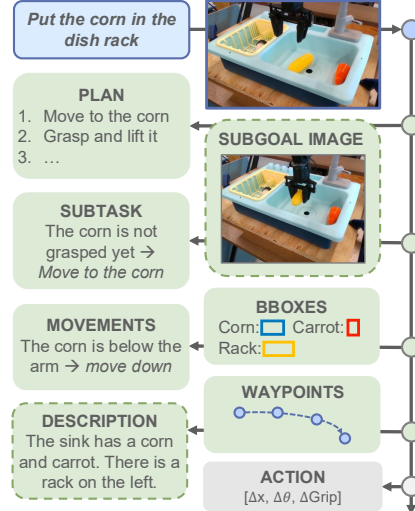 Put the corn in the
dish rack
PLAN
1. Move to the corn
2. Grasp and lift it
3. ...
SUBGOAL IMAGE
SUBTASK
The corn is not
grasped yet →
Move to the corn
BBOXES
Corn: Carrot:
Rack:
MOVEMENTS
The corn is below the
arm → move down
WAYPOINTS
DESCRIPTION
The sink has a corn
and carrot. There is a
rack on the left.
ACTION
[Δx, Δθ, ΔGrip]